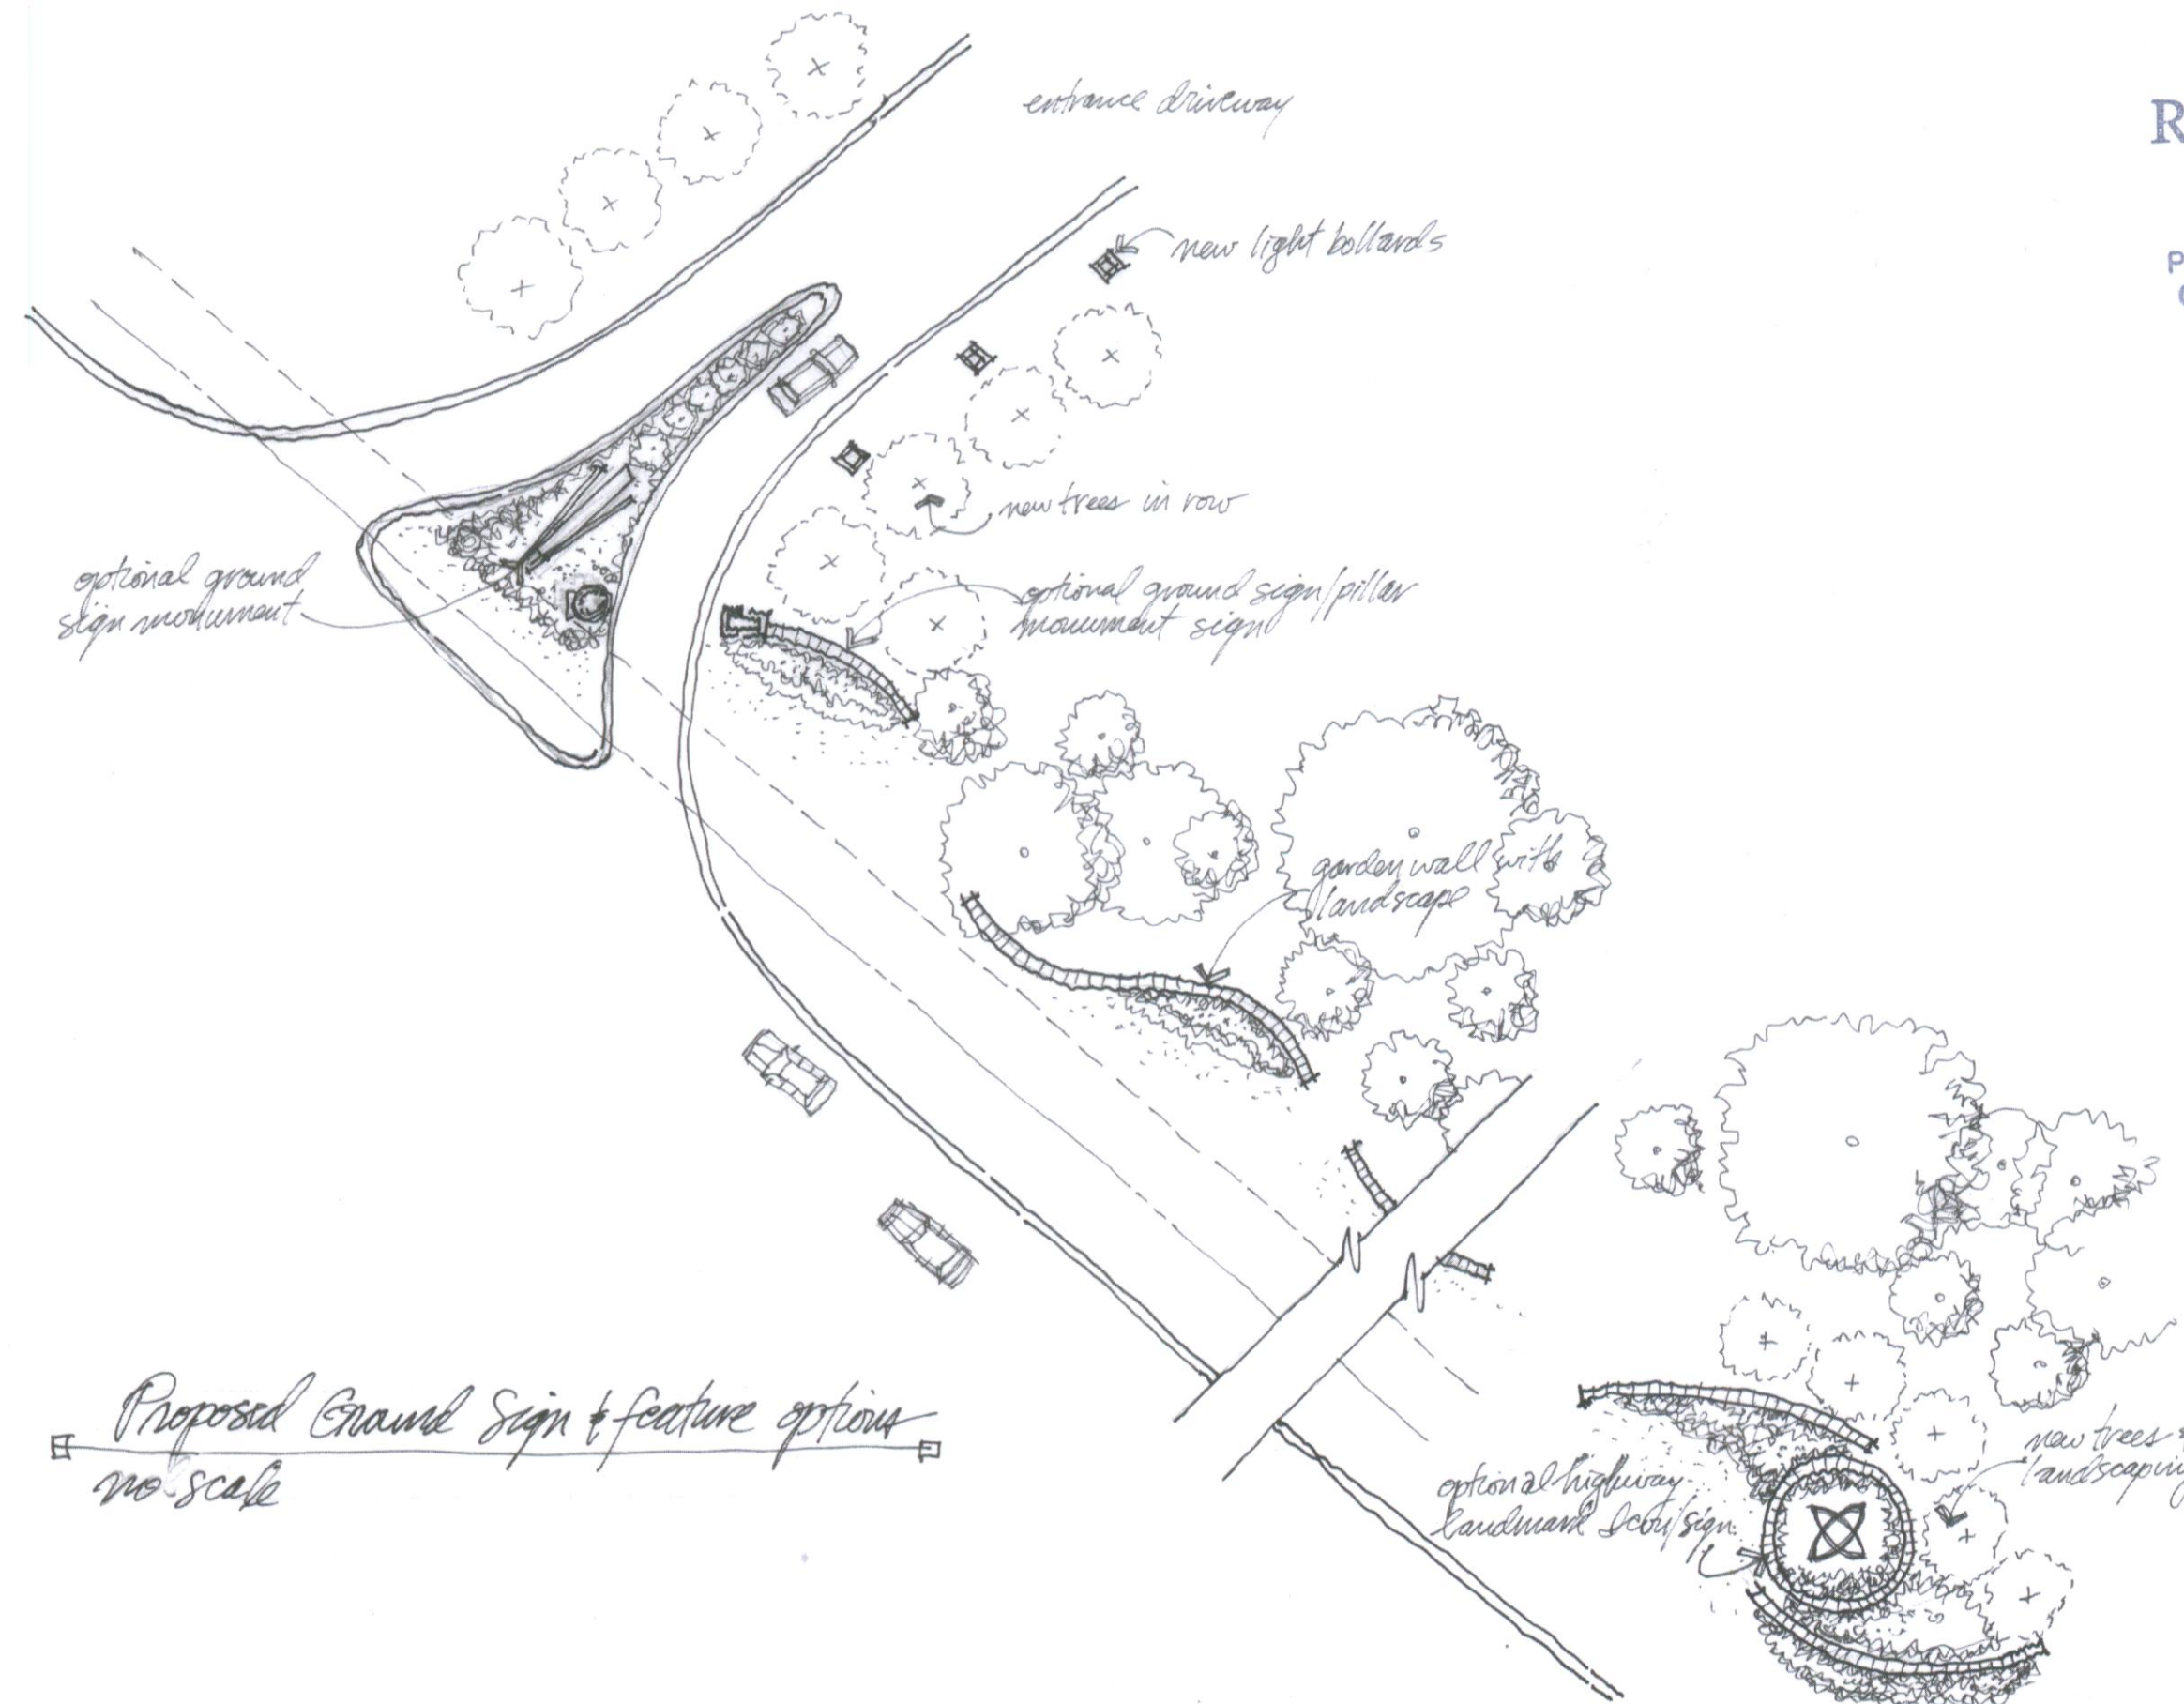 entrance driveway
R
new light bollards
P
new trees in row
optional ground
sign monument
optional ground sign/pillar
monument sign
garden wall with
landscape
Proposed Ground Sign & feature options
no scale
new trees &
landscaping
optional highway
landmark Icon/sign